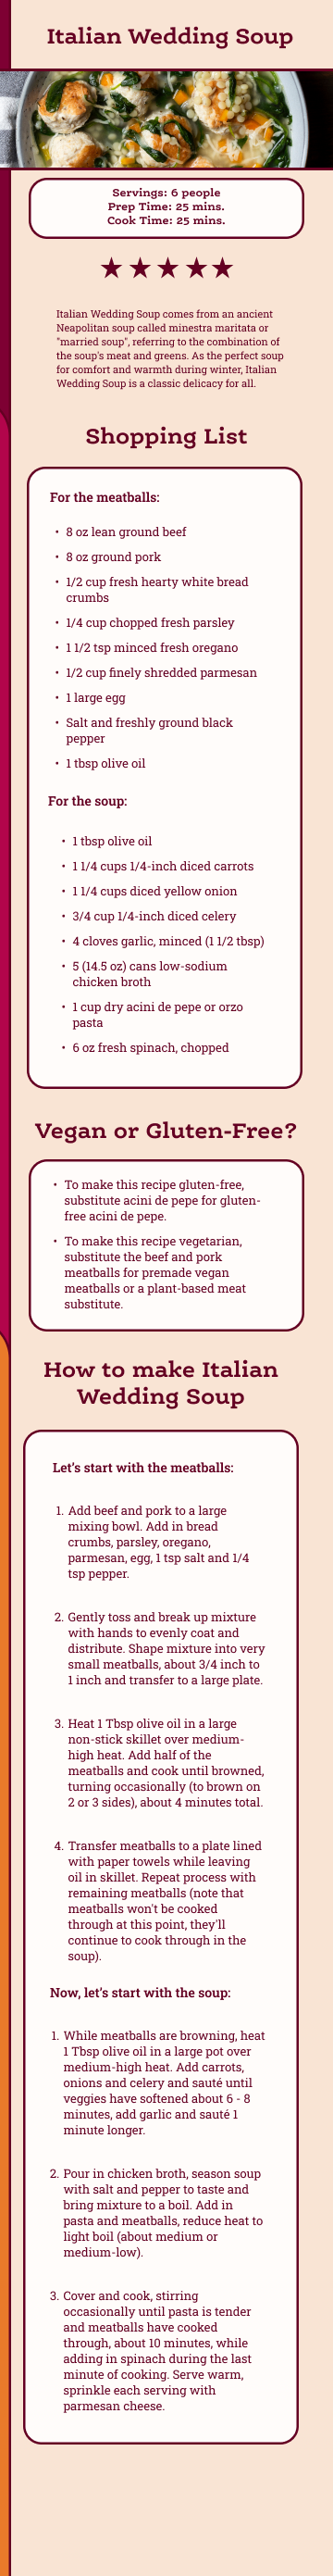 Italian Wedding Soup
Servings: 6 people
Prep Time: 25 mins.
Cook Time: 25 mins.
Italian Wedding Soup comes from an ancient
Neapolitan soup called minestra maritata or
"married soup", referring to the combination of
the soup's meat and greens. As the perfect soup
for comfort and warmth during winter, Italian
Wedding Soup is a classic delicacy for all.
Shopping List
For the meatballs:
• 8 oz lean ground beef
• 8 oz ground pork
• 1/2 cup fresh hearty white bread
crumbs
• 1/4 cup chopped fresh parsley
• 1 1/2 tsp minced fresh oregano
• 1/2 cup finely shredded parmesan
• 1 large egg
• Salt and freshly ground black
pepper
• 1 tbsp olive oil
For the soup:
• 1 tbsp olive oil
• 1 1/4 cups 1/4-inch diced carrots
• 1 1/4 cups diced yellow onion
• 3/4 cup 1/4-inch diced celery
• 4 cloves garlic, minced (1 1/2 tbsp)
• 5 (14.5 oz) cans low-sodium
chicken broth
• 1 cup dry acini de pepe or orzo
pasta
• 6 oz fresh spinach, chopped
Vegan or Gluten-Free?
• To make this recipe gluten-free,
substitute acini de pepe for gluten-
free acini de pepe.
• To make this recipe vegetarian,
substitute the beef and pork
meatballs for premade vegan
meatballs or a plant-based meat
substitute.
How to make Italian
Wedding Soup
Let's start with the meatballs:
1. Add beef and pork to a large
mixing bowl. Add in bread
crumbs, parsley, oregano,
parmesan, egg, 1 tsp salt and 1/4
tsp pepper.
2. Gently toss and break up mixture
with hands to evenly coat and
distribute. Shape mixture into very
small meatballs, about 3/4 inch to
1 inch and transfer to a large plate.
3. Heat 1 Tbsp olive oil in a large
non-stick skillet over medium-
high heat. Add half of the
meatballs and cook until browned,
turning occasionally (to brown on
2 or 3 sides), about 4 minutes total.
4. Transfer meatballs to a plate lined
with paper towels while leaving
oil in skillet. Repeat process with
remaining meatballs (note that
meatballs won't be cooked
through at this point, they'll
continue to cook through in the
soup).
Now, let's start with the soup:
1. While meatballs are browning, heat
1 Tbsp olive oil in a large pot over
medium-high heat. Add carrots,
onions and celery and sauté until
veggies have softened about 6 - 8
minutes, add garlic and sauté 1
minute longer.
2. Pour in chicken broth, season soup
with salt and pepper to taste and
bring mixture to a boil. Add in
pasta and meatballs, reduce heat to
light boil (about medium or
medium-low).
3. Cover and cook, stirring
occasionally until pasta is tender
and meatballs have cooked
through, about 10 minutes, while
adding in spinach during the last
minute of cooking. Serve warm,
sprinkle each serving with
parmesan cheese.